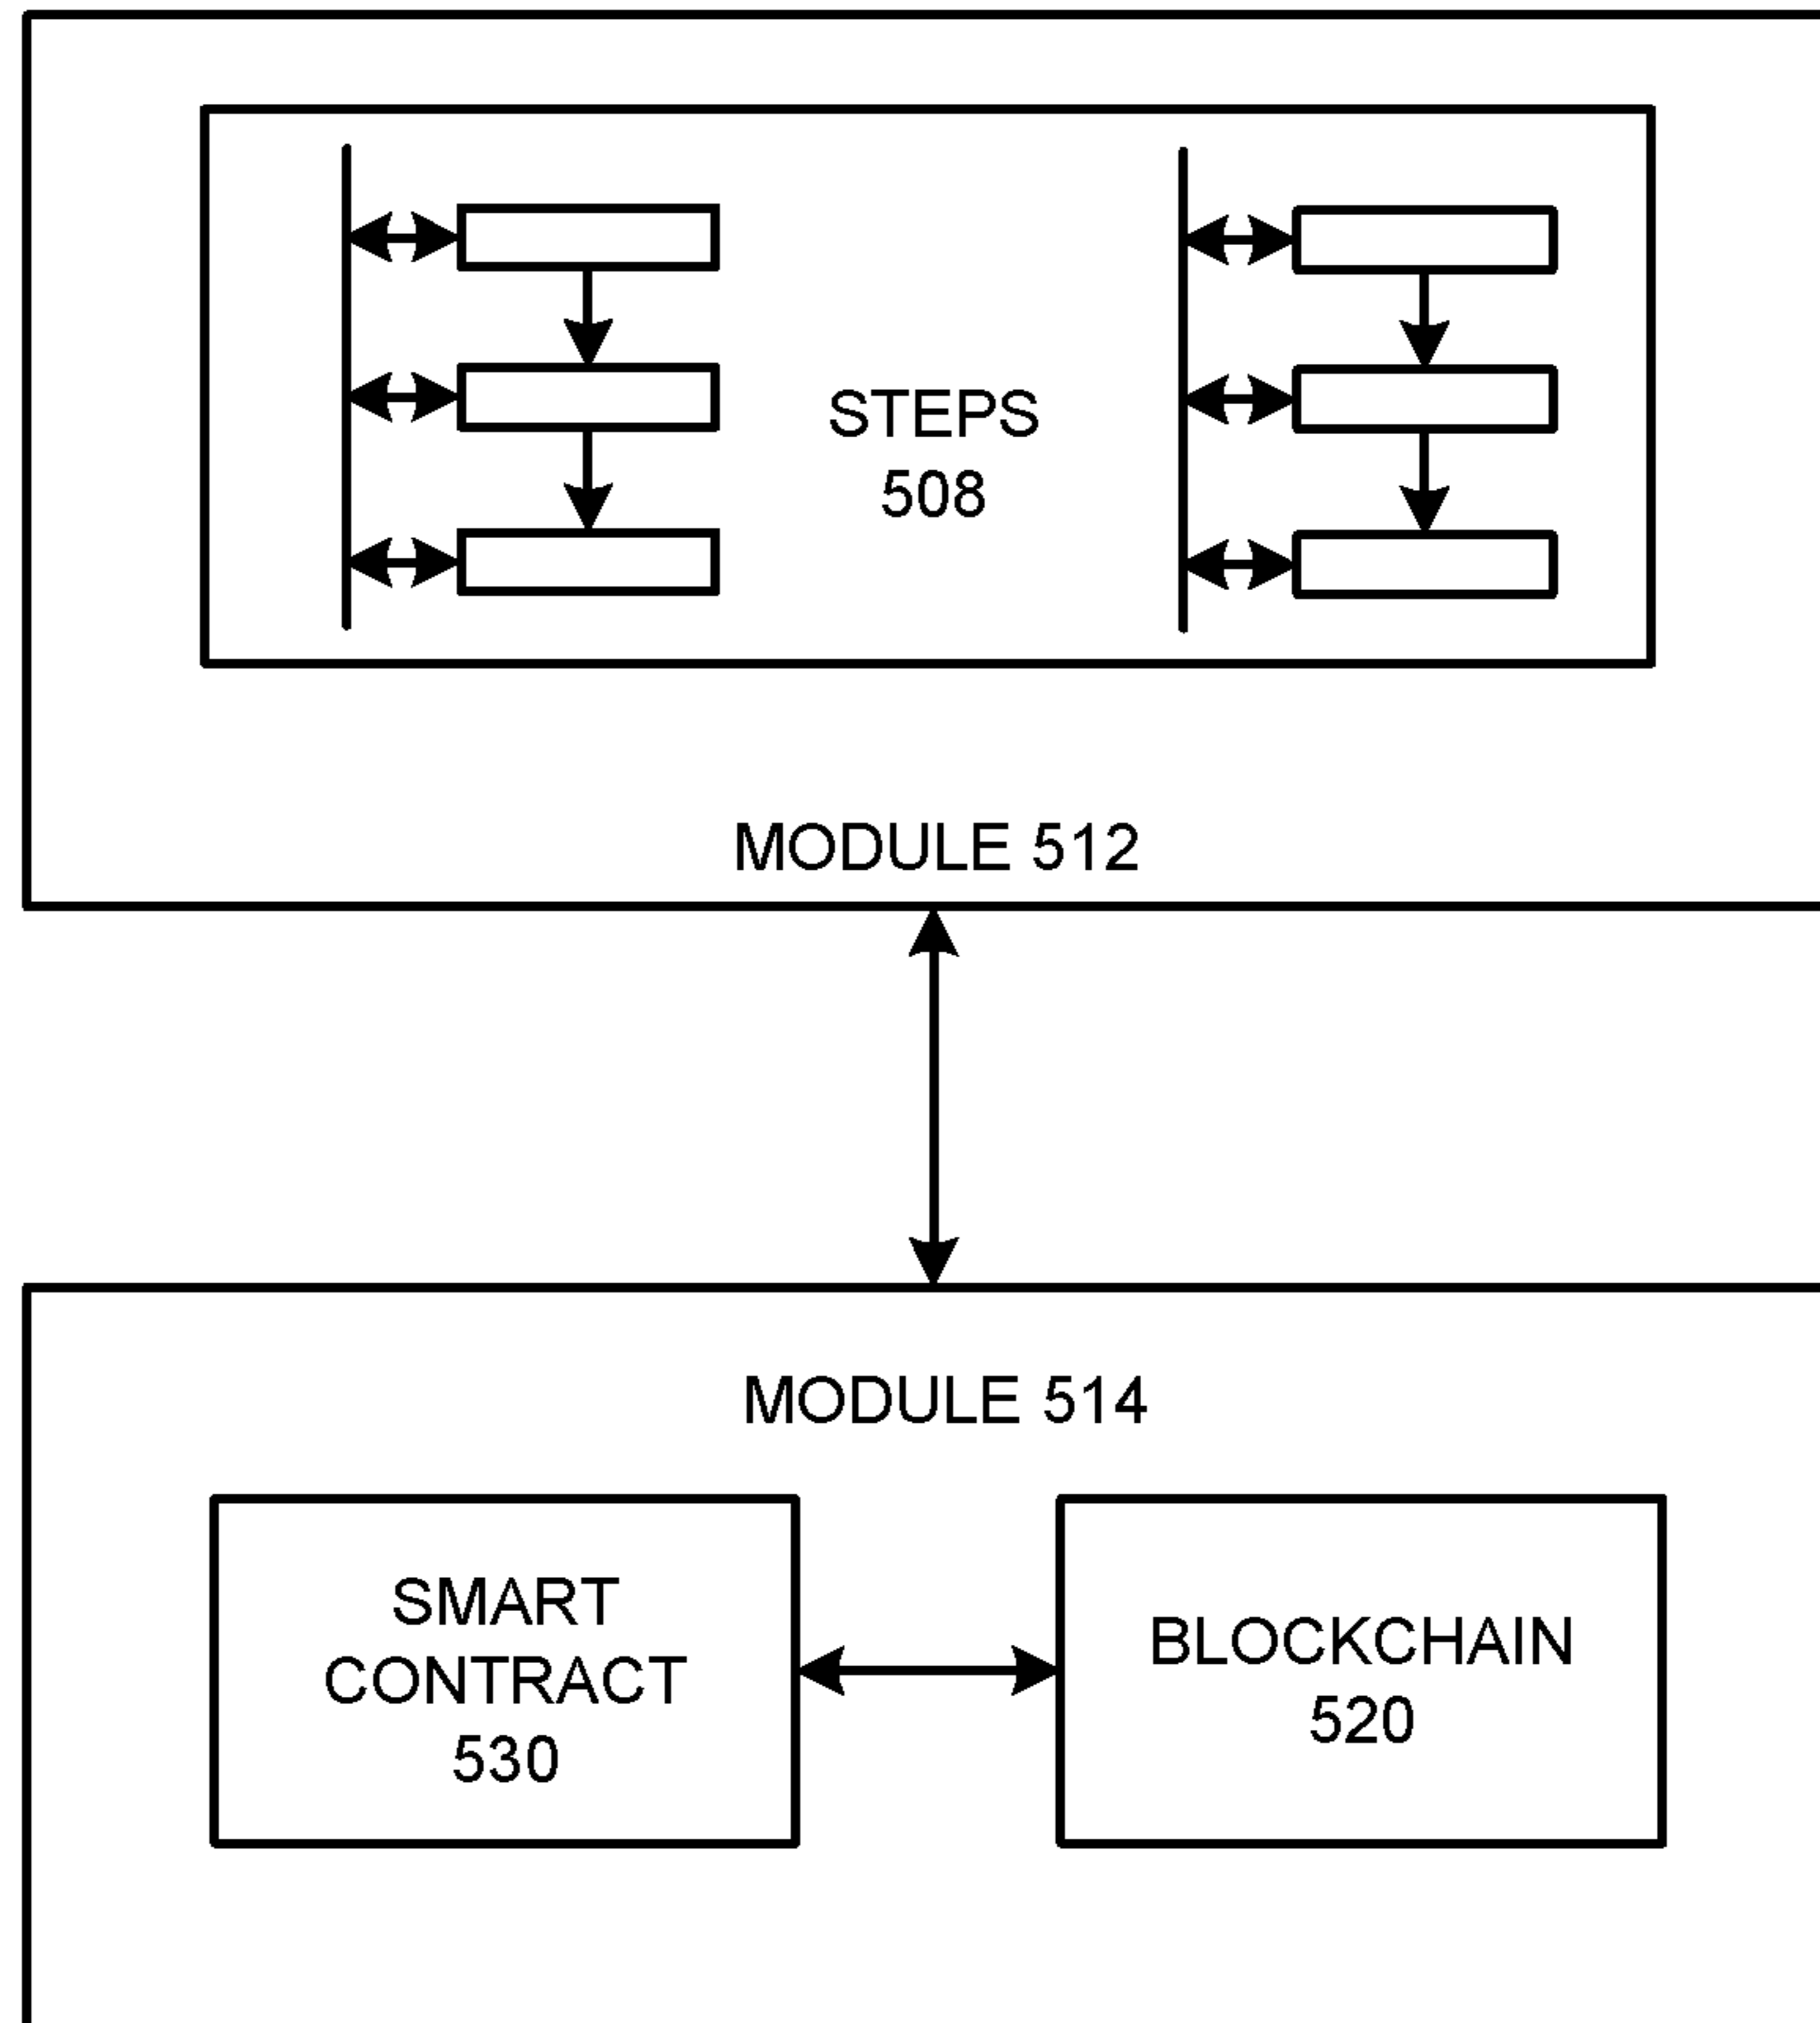 STEPS
508
MODULE 512
MODULE 514
SMART
CONTRACT
530
BLOCKCHAIN
520